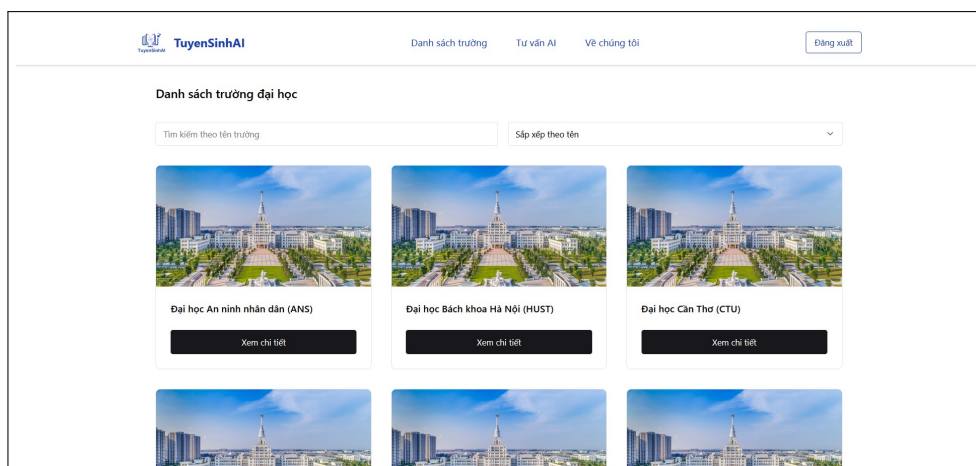 TuyenSinhAI
TuyenSinhAI
Danh sách trường
Tư vấn AI
Về chúng tôi
Đăng xuất
Danh sách trường đại học
Tìm kiếm theo tên trường
Sắp xếp theo tên
Đại học An ninh nhân dân (ANS)
Đại học Bách khoa Hà Nội (HUST)
Đại học Cần Thơ (CTU)
Xem chi tiết
Xem chi tiết
Xem chi tiết